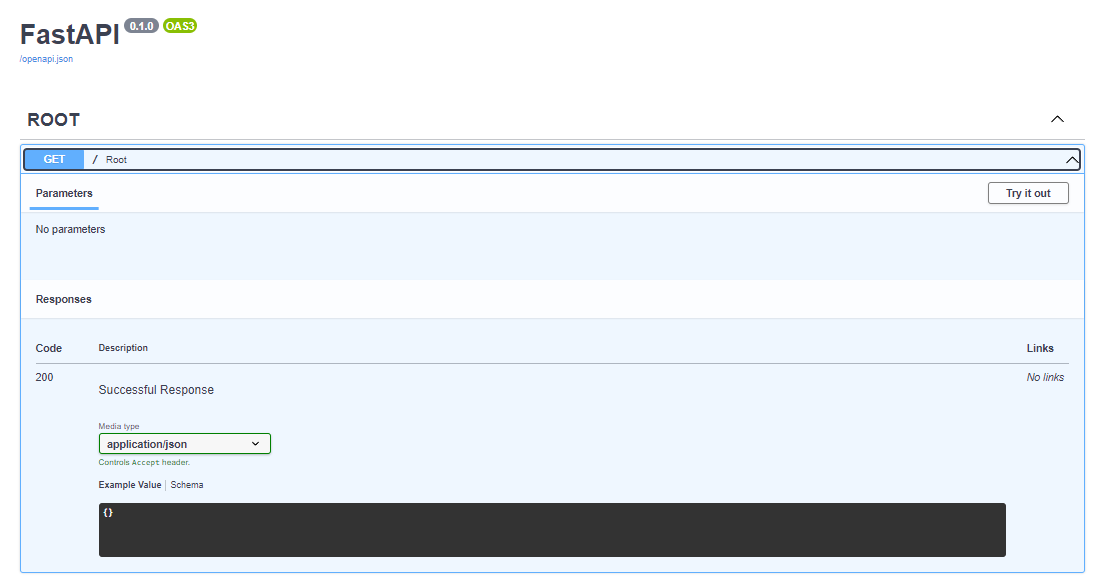 FastAPI 0.1.0 OAS3
/openapi.json
ROOT
GET / Root
Parameters Try it out
No parameters
Responses
Code Description Links
200 No links
Successful Response
Media type
application/json
Controls Accept header.
Example Value | Schema
{}